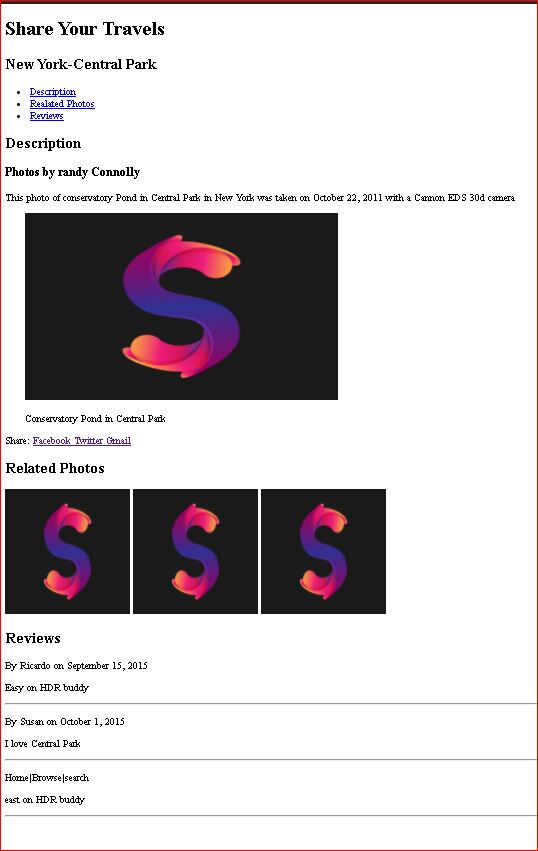 Share Your Travels
New York-Central Park
Description
Realated Photos
Reviews
Description
Photos by randy Connolly
This photo of conservatory Pond in Central Park in New York was taken on October 22, 2011 with a Cannon EDS 30d camera
Conservatory Pond in Central Park
Share: Facebook Twitter Gmail
Related Photos
Reviews
By Ricardo on September 15, 2015
Easy on HDR buddy
By Susan on October 1, 2015
I love Central Park
Home|Browse|search
east on HDR buddy